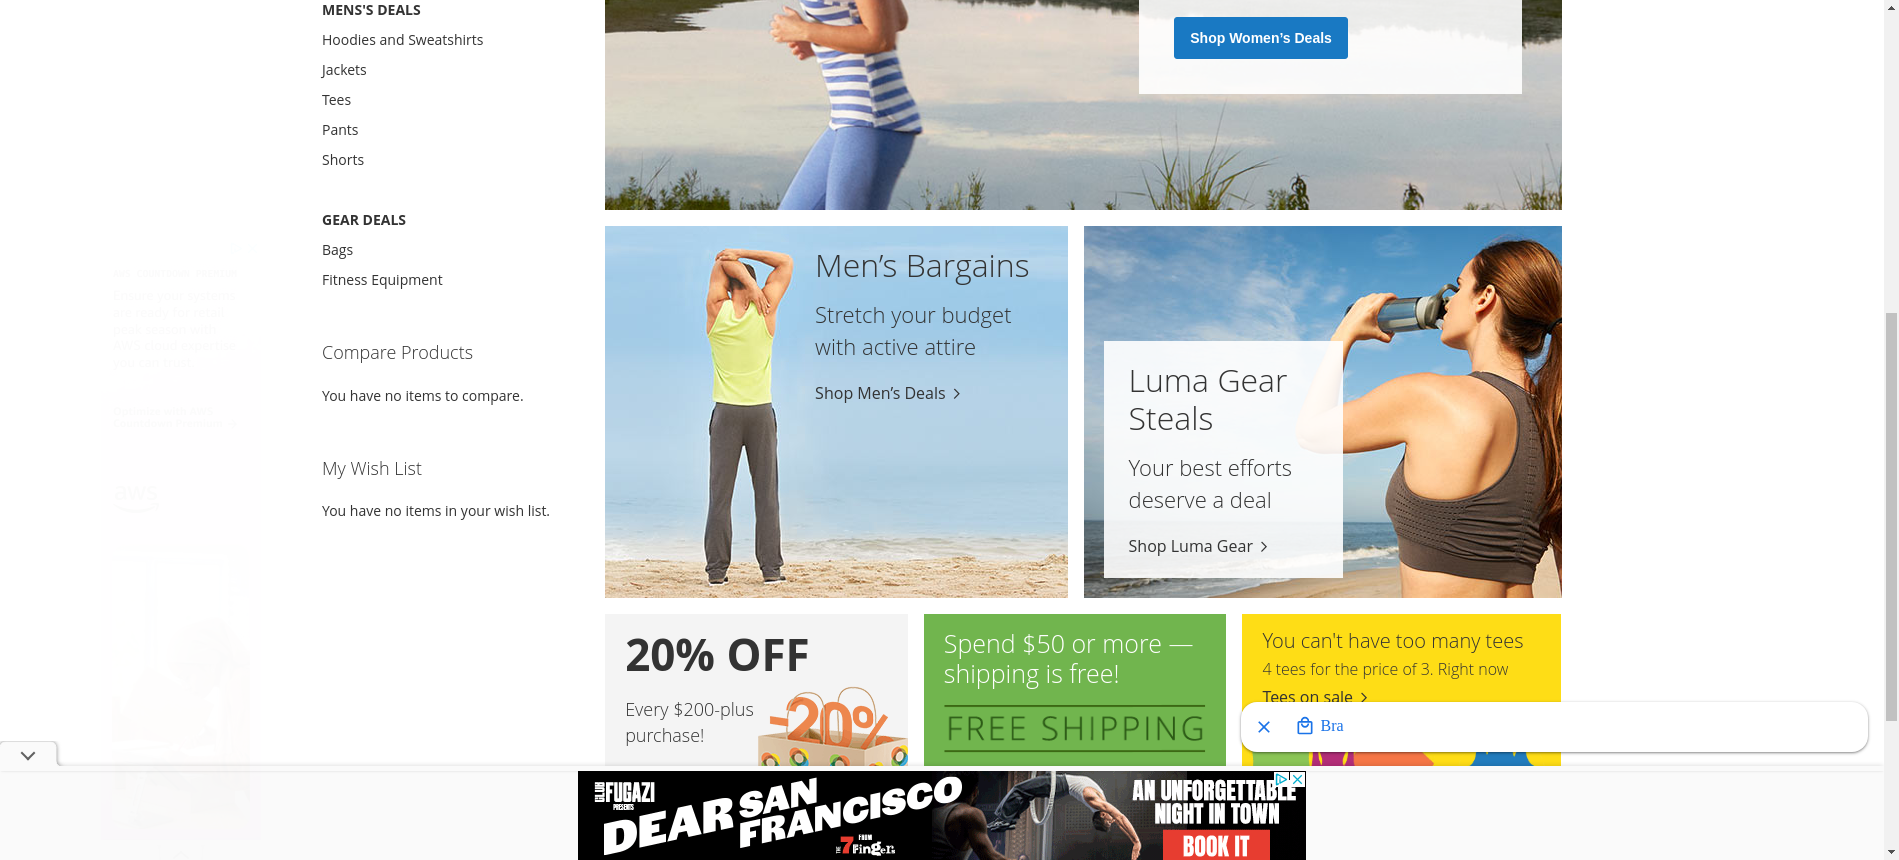 MENS'S DEALS
Hoodies and Sweatshirts
Jackets
Tees
Pants
Shorts
GEAR DEALS
Bags
Fitness Equipment
Compare Products
You have no items to compare.
My Wish List
You have no items in your wish list.
Shop Women’s Deals
Men’s Bargains
Stretch your budget
with active attire
Shop Men’s Deals
Luma Gear
Steals
Your best efforts
deserve a deal
Shop Luma Gear
20% OFF
Every $200-plus
purchase!
-20%
Spend $50 or more —
shipping is free!
FREE SHIPPING
You can't have too many tees
4 tees for the price of 3. Right now
Tees on sale
Bra
CLUB
FUGAZI
PRESENTS
DEAR SAN
FRANCISCO
FROM
THE 7 Fingers
AN UNFORGETTABLE
NIGHT IN TOWN
BOOK IT